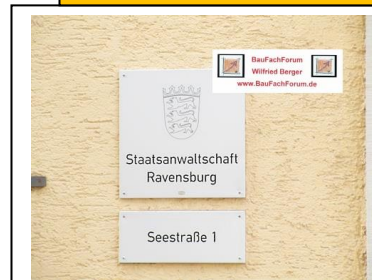 BauFachForum
Wilfried Berger
www.BauFachForum.de
Staatsanwaltschaft
Ravensburg
Seestraße 1